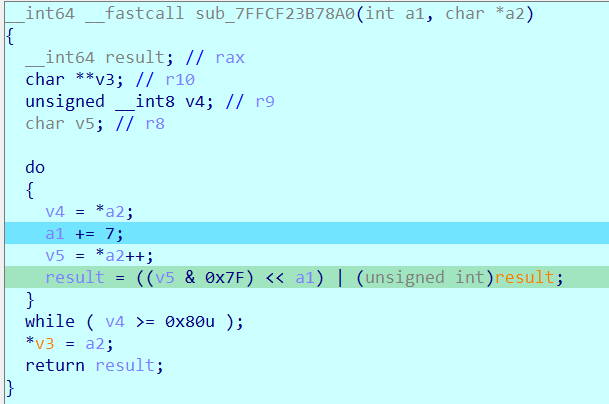 __int64 __fastcall sub_7FFCF23B78A0(int a1, char *a2)
{
__int64 result; // rax
char **v3; // r10
unsigned __int8 v4; // r9
char v5; // r8
do
{
v4 = *a2;
a1 += 7;
v5 = *a2++;
result = ((v5 & 0x7F) << a1) | (unsigned int)result;
}
while ( v4 >= 0x80u );
*v3 = a2;
return result;
}